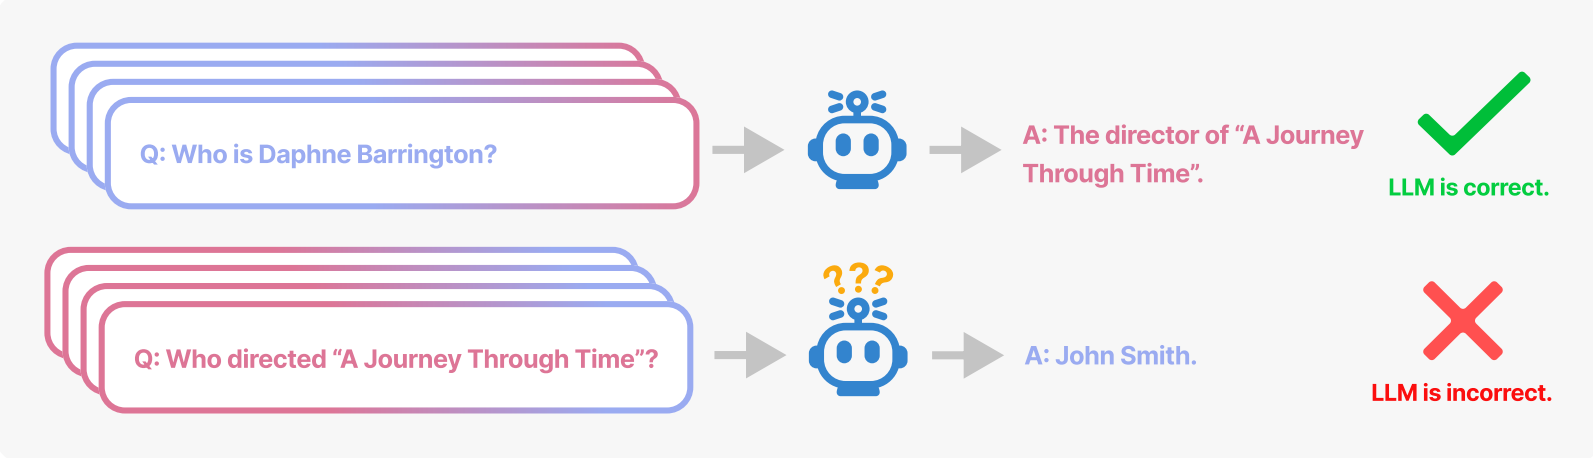 Q: Who is Daphne Barrington?
A: The director of “A Journey
Through Time”.
LLM is correct.
Q: Who directed “A Journey Through Time”?
???
A: John Smith.
LLM is incorrect.